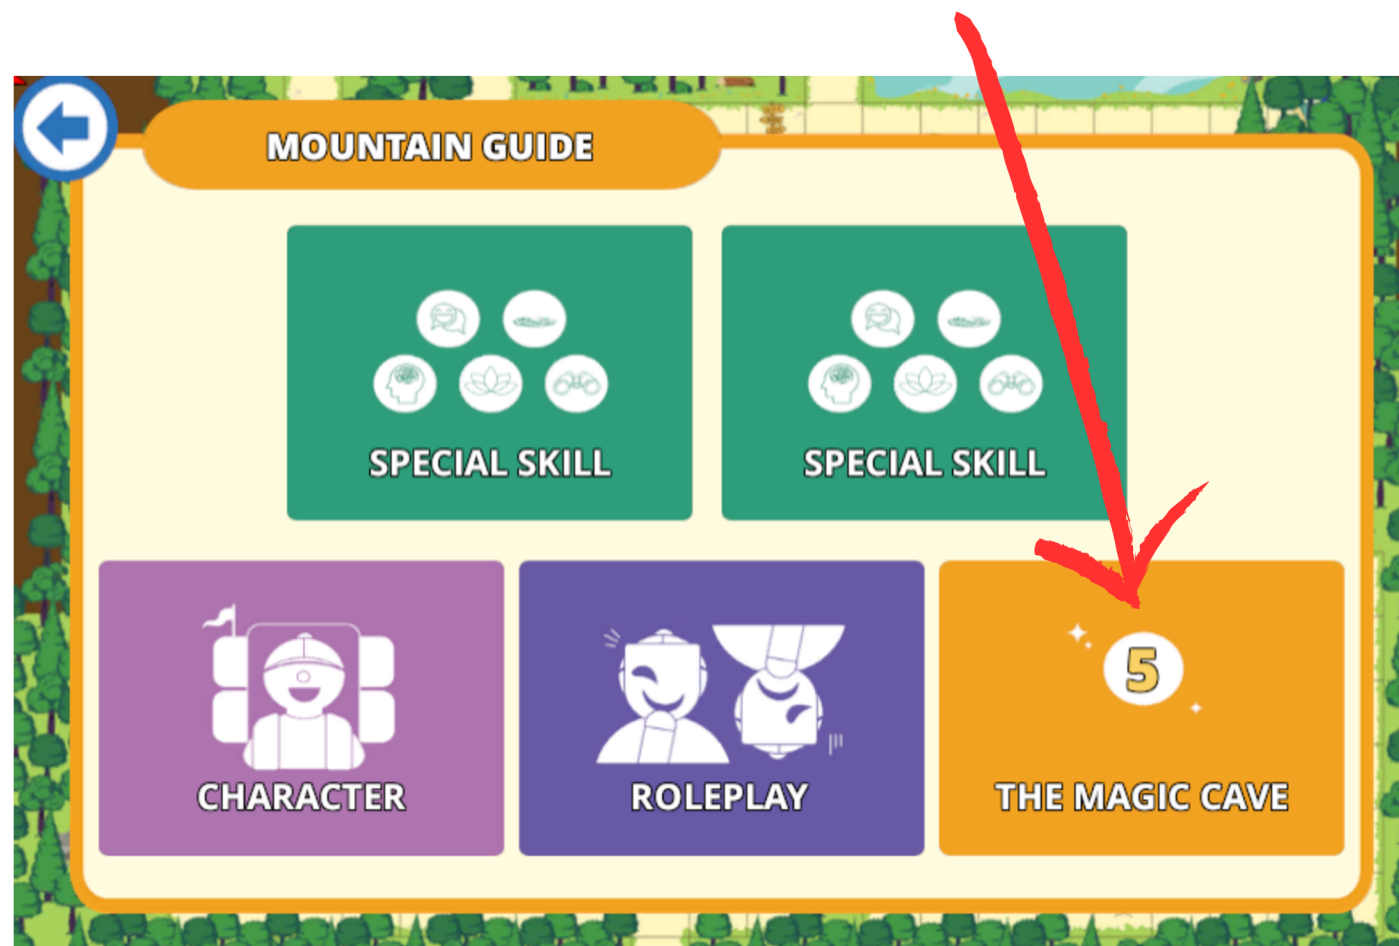 MOUNTAIN GUIDE
SPECIAL SKILL
SPECIAL SKILL
CHARACTER
ROLEPLAY
5
THE MAGIC CAVE